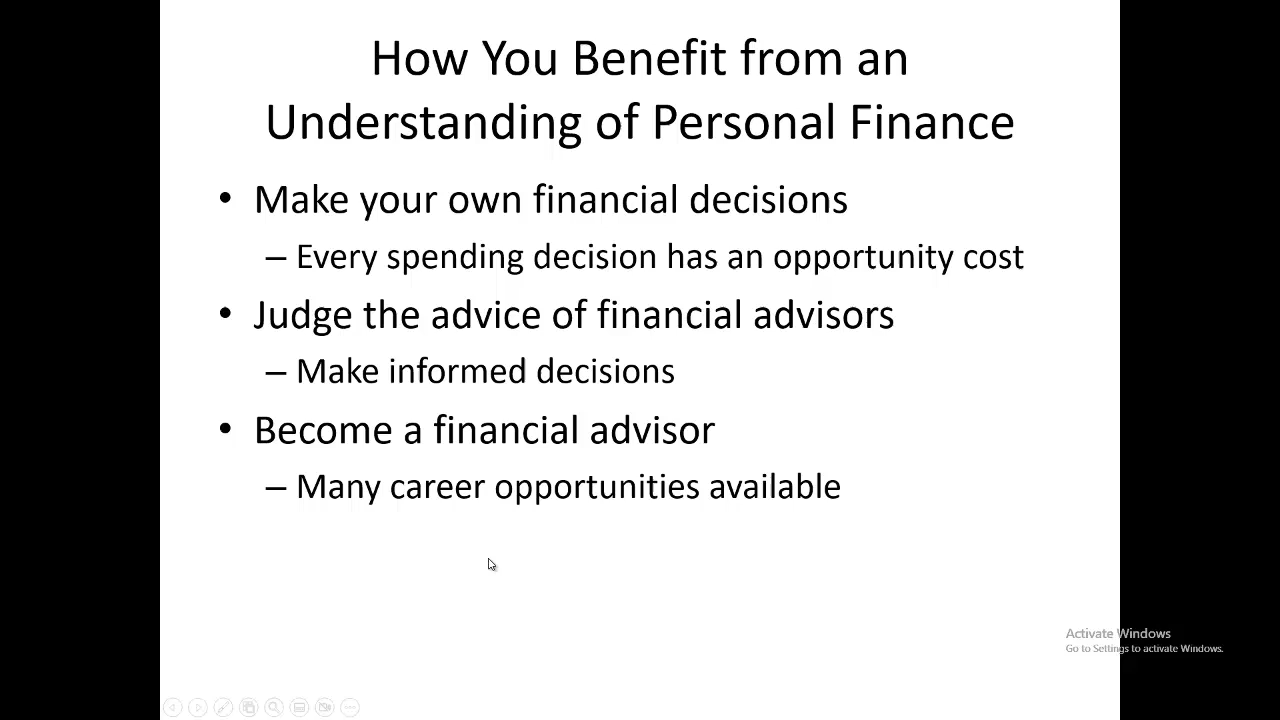 How You Benefit from an
Understanding of Personal Finance
• Make your own financial decisions
– Every spending decision has an opportunity cost
• Judge the advice of financial advisors
– Make informed decisions
• Become a financial advisor
– Many career opportunities available
Activate Windows
Go to Settings to activate Windows.